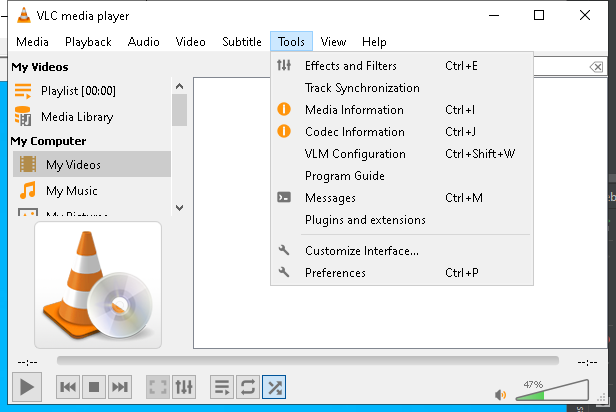 VLC media player
Media Playback Audio Video Subtitle Tools View Help
My Videos
Playlist [00:00]
Media Library
My Computer
My Videos
My Music
My Pictures
Effects and Filters Ctrl+E
Track Synchronization
Media Information Ctrl+I
Codec Information Ctrl+J
VLM Configuration Ctrl+Shift+W
Program Guide
Messages Ctrl+M
Plugins and extensions
Customize Interface...
Preferences Ctrl+P
--:-- --:--
47%